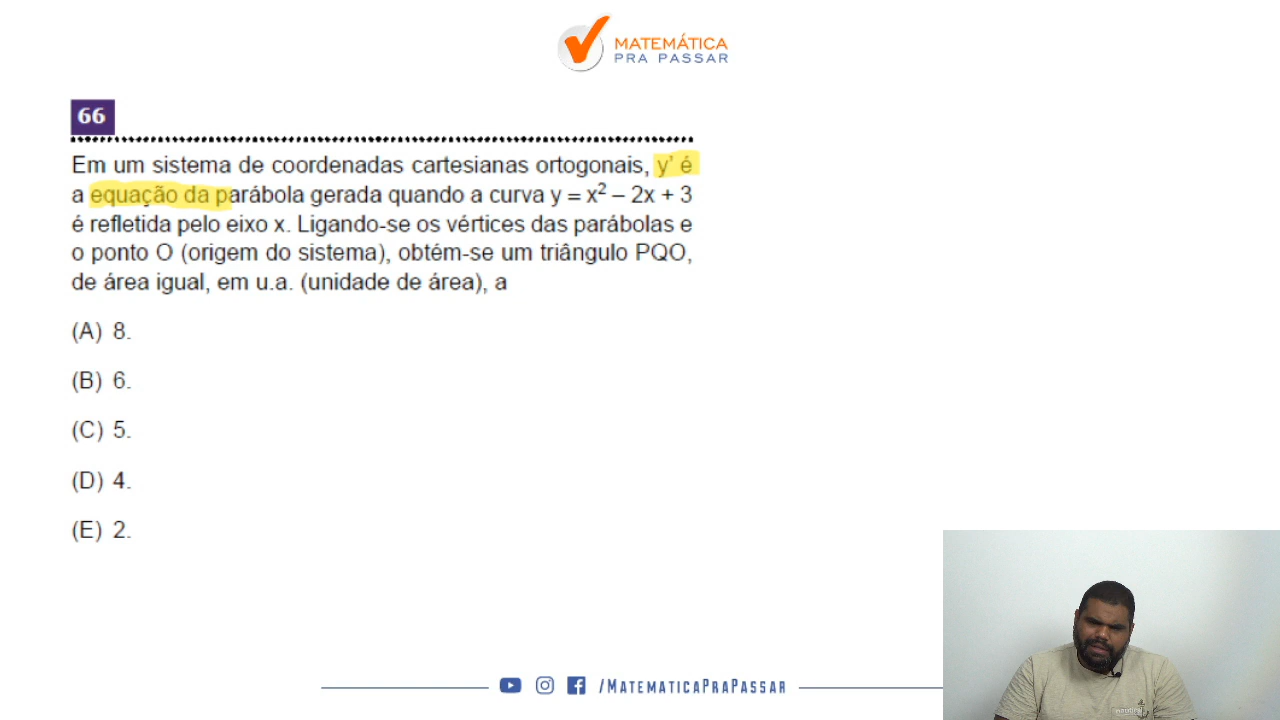 MATEMÁTICA
PRA PASSAR
66
Em um sistema de coordenadas cartesianas ortogonais, y' é
a equação da parábola gerada quando a curva y = x² – 2x + 3
é refletida pelo eixo x. Ligando-se os vértices das parábolas e
o ponto O (origem do sistema), obtém-se um triângulo PQO,
de área igual, em u.a. (unidade de área), a
(A) 8.
(B) 6.
(C) 5.
(D) 4.
(E) 2.
/MATEMATICAPRAPASSAR